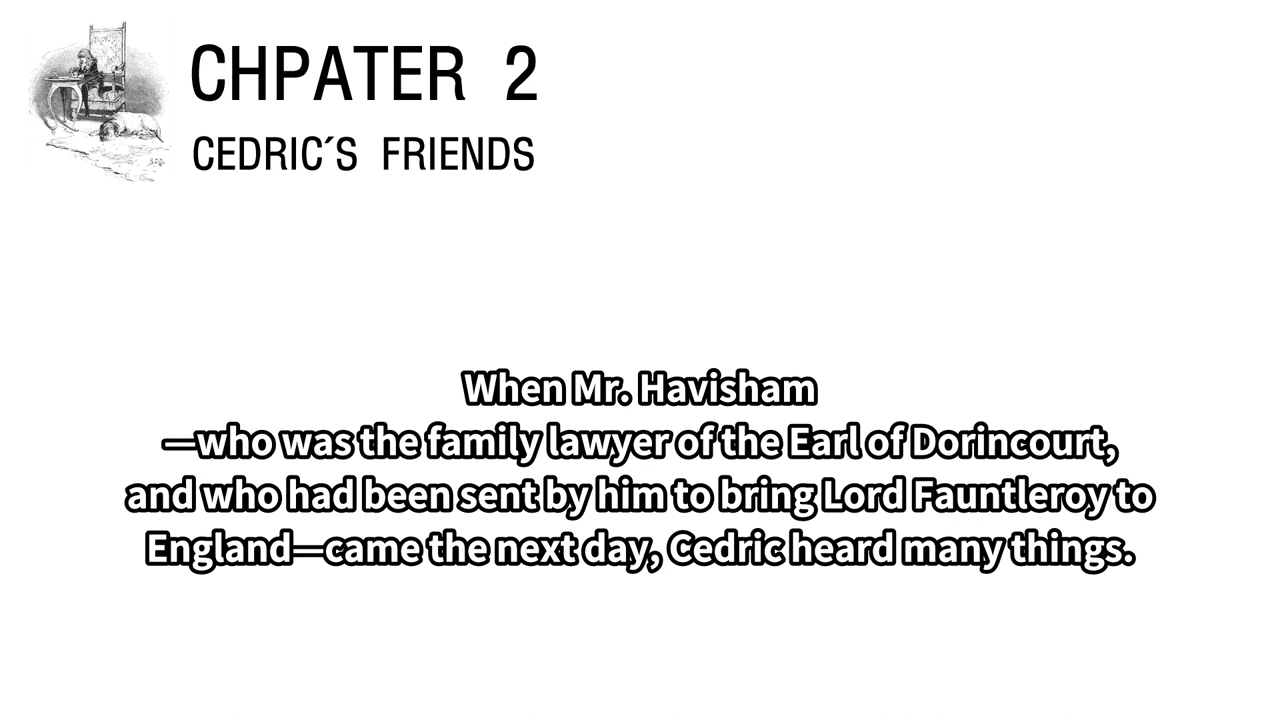 CHPATER 2
CEDRIC´S FRIENDS
When Mr. Havisham
—who was the family lawyer of the Earl of Dorincourt,
and who had been sent by him to bring Lord Fauntleroy to
England—came the next day, Cedric heard many things.